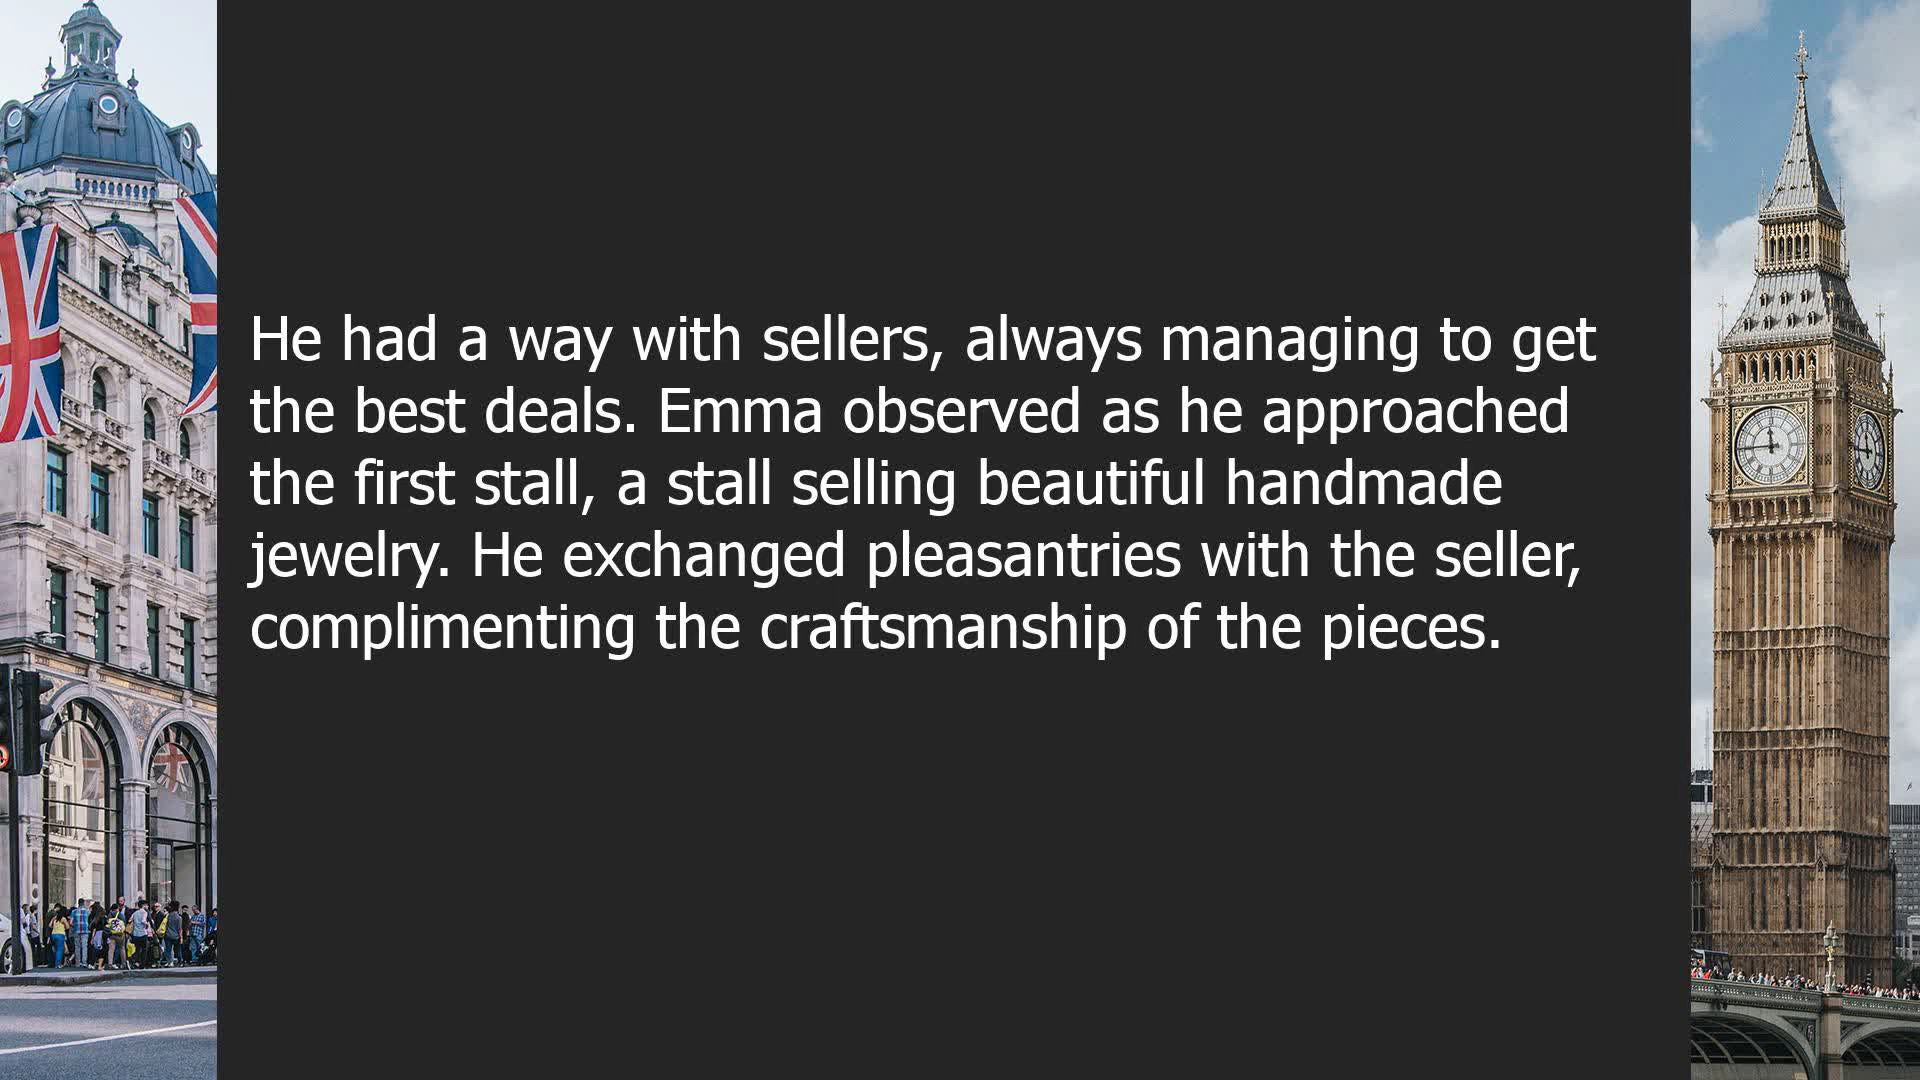 He had a way with sellers, always managing to get
the best deals. Emma observed as he approached
the first stall, a stall selling beautiful handmade
jewelry. He exchanged pleasantries with the seller,
complimenting the craftsmanship of the pieces.